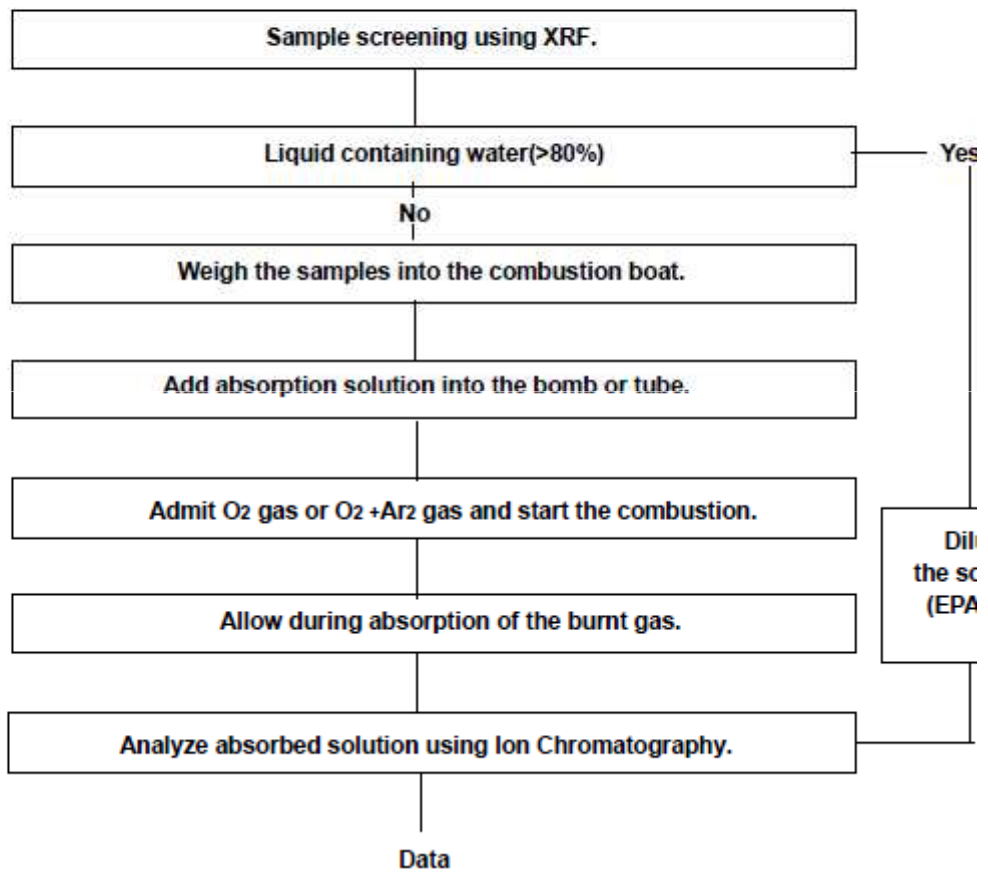 Sample screening using XRF.
Liquid containing water(>80%)
Yes
No
Weigh the samples into the combustion boat.
Add absorption solution into the bomb or tube.
Admit O2 gas or O2 +Ar2 gas and start the combustion.
the
(EPA
Allow during absorption of the burnt gas.
Analyze absorbed solution using Ion Chromatography.
Data